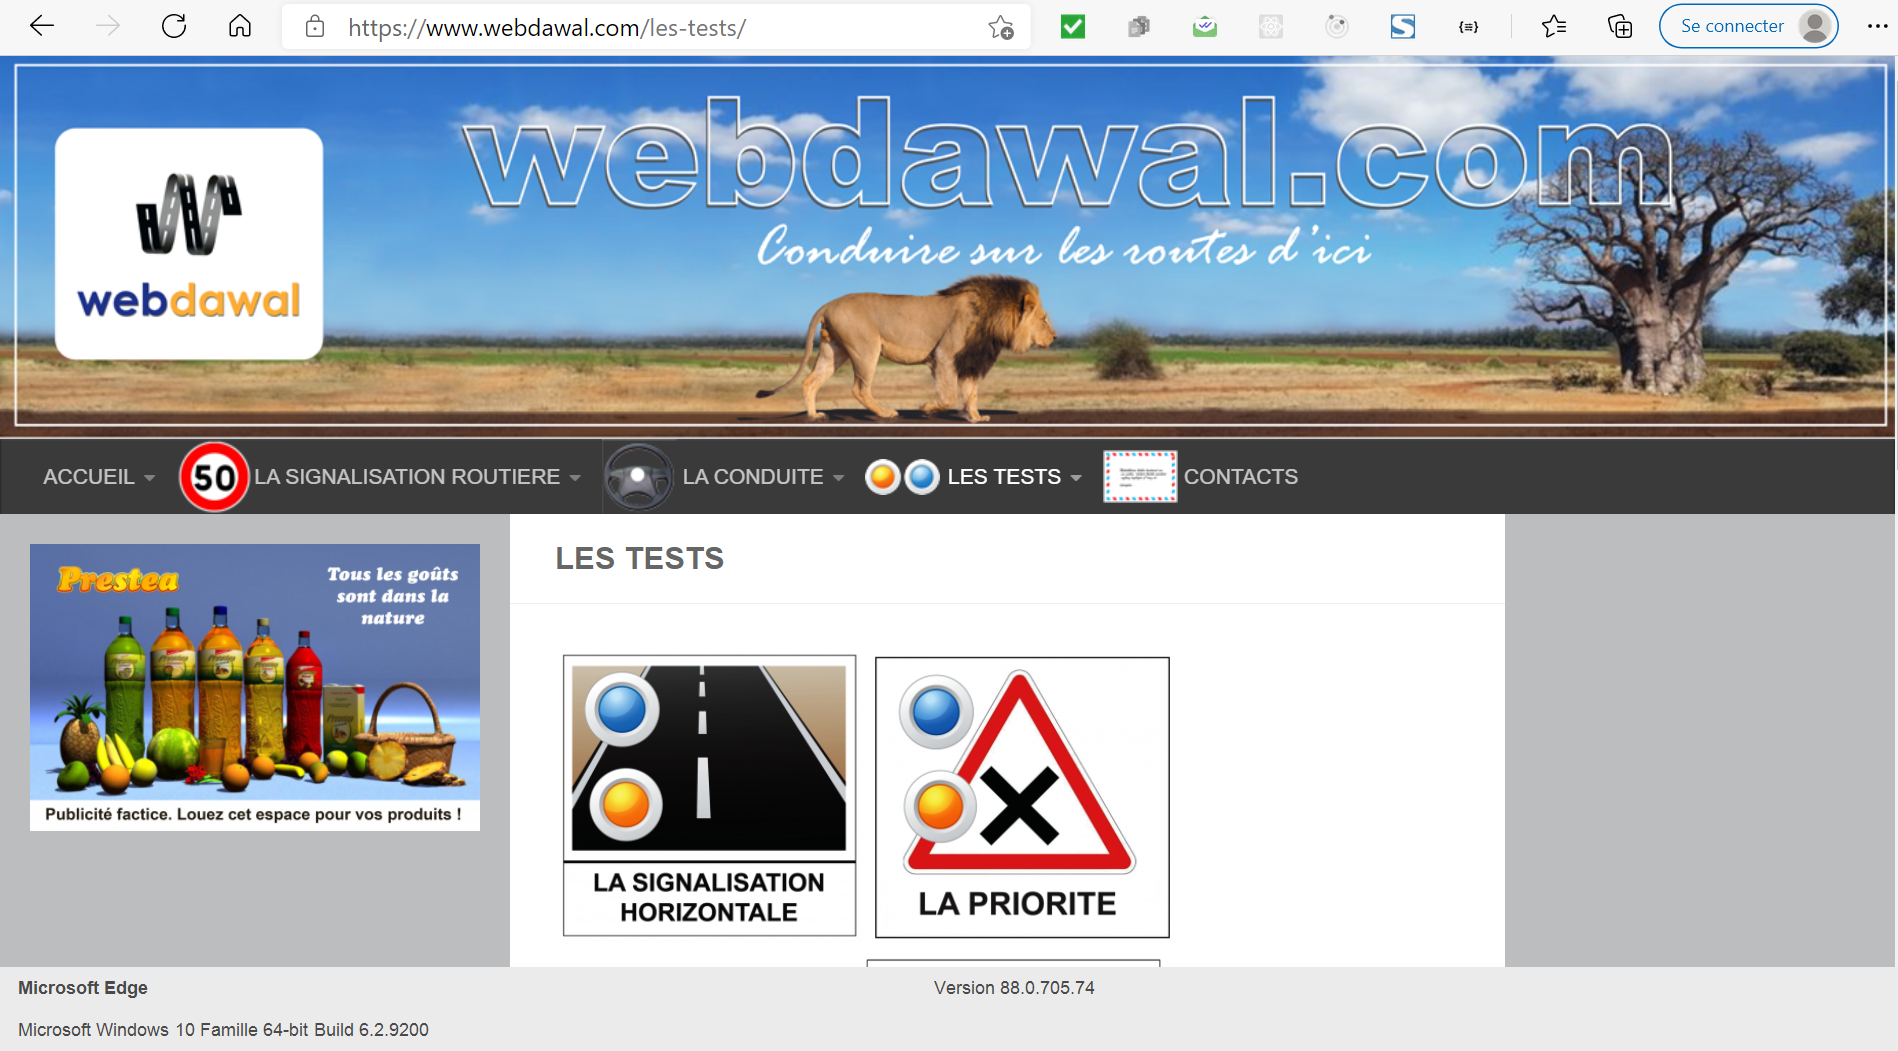 https://www.webdawal.com/les-tests/
Se connecter
webdawal.com
Conduire sur les routes d'ici
webdawal
ACCUEIL
50
LA SIGNALISATION ROUTIERE
LA CONDUITE
LES TESTS
CONTACTS
LES TESTS
Prestea
Tous les goûts
sont dans la
nature
Publicité factice. Louez cet espace pour vos produits !
LA SIGNALISATION
HORIZONTALE
LA PRIORITE
Microsoft Edge
Version 88.0.705.74
Microsoft Windows 10 Famille 64-bit Build 6.2.9200